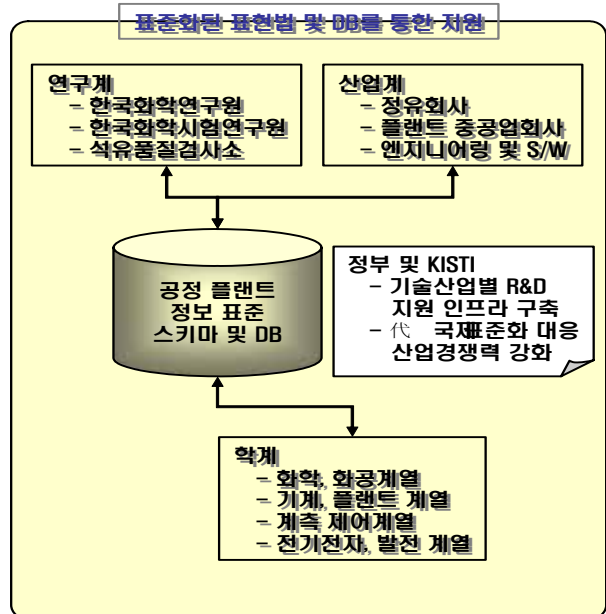 표준화된 표현법 및 DB를 통한 지원
연구계
– 한국화학연구원
– 한국화학시험연구원
– 석유품질검사소
산업계
– 정유회사
– 플랜트 중공업회사
– 엔지니어링 및 S/W
공정 플랜트
정보 표준
스키마 및 DB
정부 및 KISTI
– 기술산업별 R&D
지원 인프라 구축
– 代 국제표준화 대응
산업경쟁력 강화
학계
– 화학, 화공계열
– 기계, 플랜트 계열
– 계측 제어계열
– 전기전자, 발전 계열